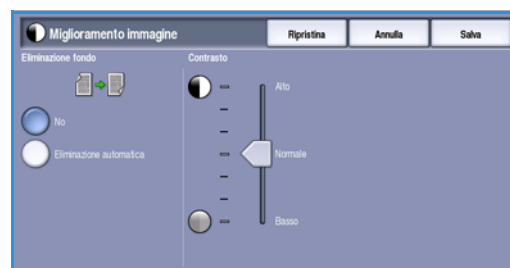 Miglioramento immagine
Ripristina
Annulla
Salva
Eliminazione fondo
Contrasto
Alto
No
Eliminazione automatica
Normale
Basso